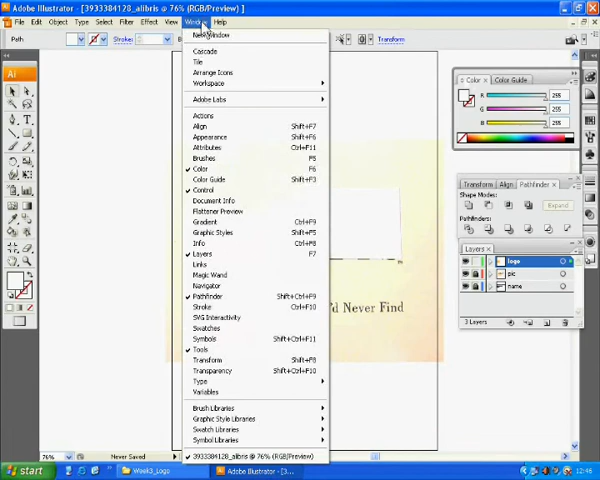 Adobe Illustrator - [3933384128_alibris @ 76% (RGB/Preview) ]
File Edit Object Type Select Filter Effect View Window Help
Path Stroke: Transform
New Window
Cascade
Tile
Arrange Icons
Workspace
Adobe Labs
Actions
Align Shift+F7
Appearance Shift+F6
Attributes Ctrl+F11
Brushes F5
Color F6
Color Guide Shift+F3
Control
Document Info
Flattener Preview
Gradient Ctrl+F9
Graphic Styles Shift+F5
Info Ctrl+F8
Layers F7
Links
Magic Wand
Navigator
Pathfinder Shift+Ctrl+F9
Stroke Ctrl+F10
SVG Interactivity
Swatches
Symbols Shift+Ctrl+F11
Tools
Transform Shift+F8
Transparency Shift+Ctrl+F10
Type
Variables
Brush Libraries
Graphic Style Libraries
Swatch Libraries
Symbol Libraries
3933384128_alibris @ 76% (RGB/Preview)
Ai
'd Never Find
Color Color Guide
R 255
G 255
B 255
Transform Align Pathfinder
Shape Modes:
Expand
Pathfinders:
Layers
logo
pic
name
3 Layers
76% Never Saved
start Week3_Logo Adobe Illustrator - [3... 12:46